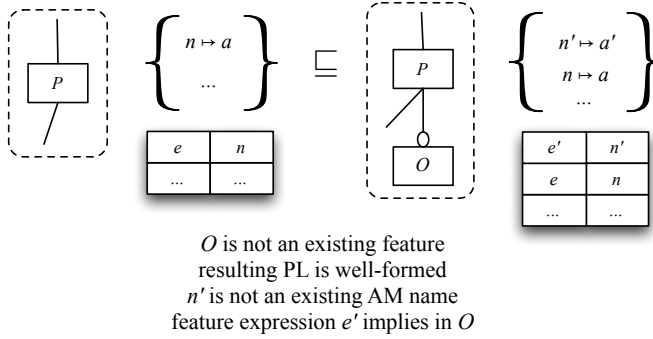 P
n ↦ a
...
e n
... ...
⊑
P
O
n' ↦ a'
n ↦ a
...
e' n'
e n
... ...
O is not an existing feature
resulting PL is well-formed
n' is not an existing AM name
feature expression e' implies in O